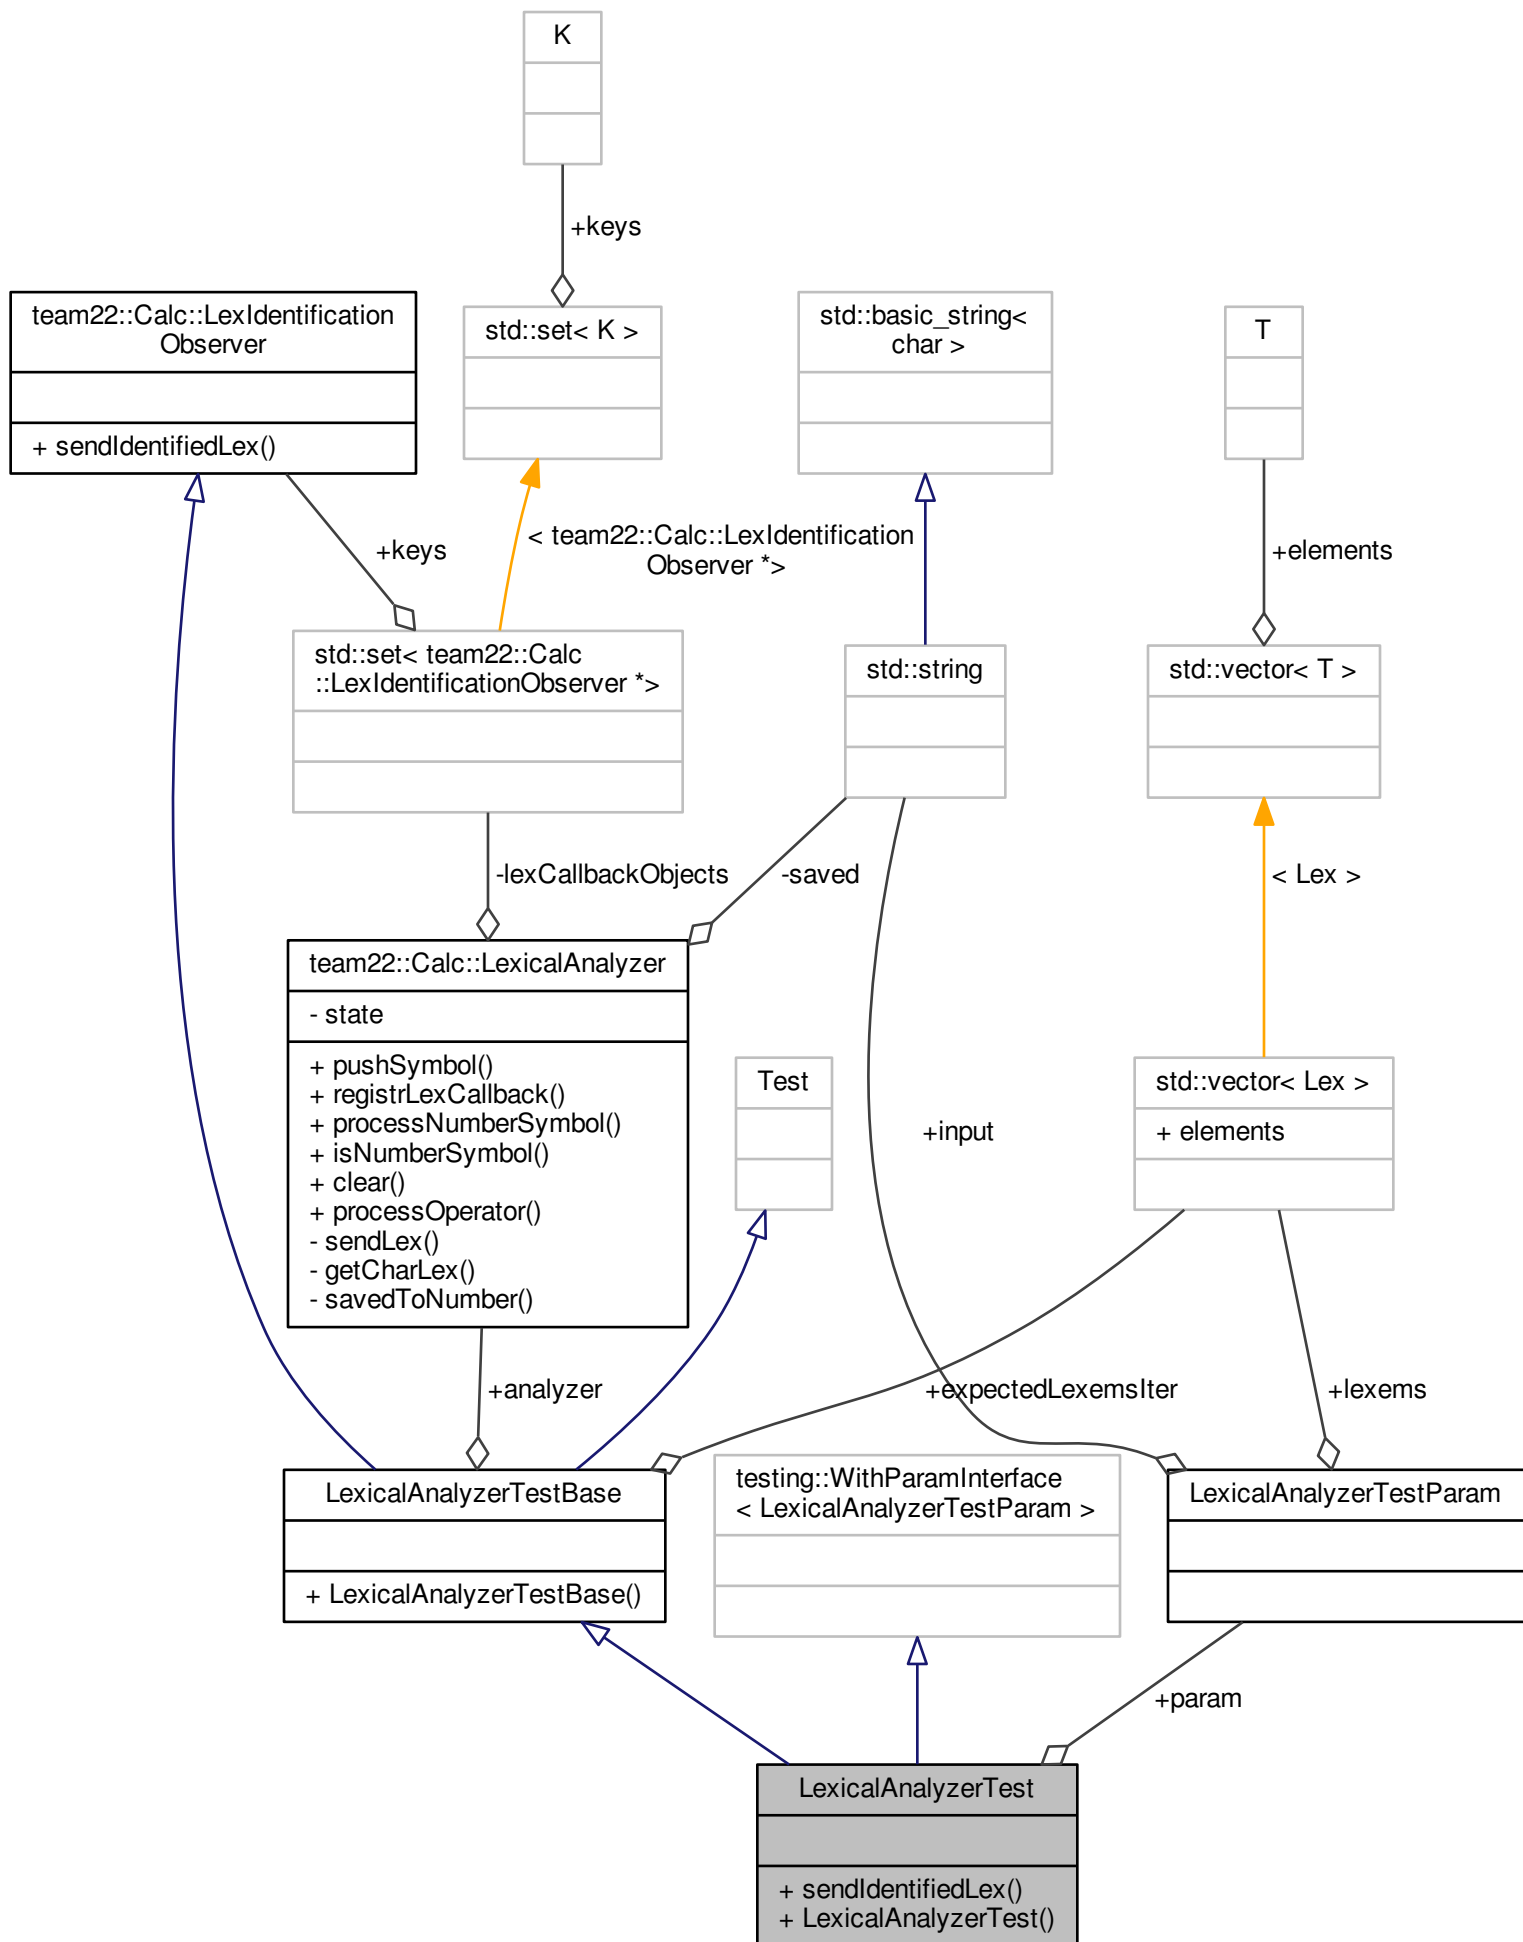 K
+keys
team22::Calc::LexIdentification
Observer
+ sendIdentifiedLex()
std::set< K >
std::basic_string<
char >
T
+keys
< team22::Calc::LexIdentification
Observer *>
+elements
std::set< team22::Calc
::LexIdentificationObserver *>
std::string
std::vector< T >
-lexCallbackObjects
-saved
< Lex >
team22::Calc::LexicalAnalyzer
- state
+ pushSymbol()
+ registrLexCallback()
+ processNumberSymbol()
+ isNumberSymbol()
+ clear()
+ processOperator()
- sendLex()
- getCharLex()
- savedToNumber()
Test
+input
std::vector< Lex >
+ elements
+analyzer
+expectedLexemsIter
+lexems
LexicalAnalyzerTestBase
+ LexicalAnalyzerTestBase()
testing::WithParamInterface
< LexicalAnalyzerTestParam >
LexicalAnalyzerTestParam
+param
LexicalAnalyzerTest
+ sendIdentifiedLex()
+ LexicalAnalyzerTest()